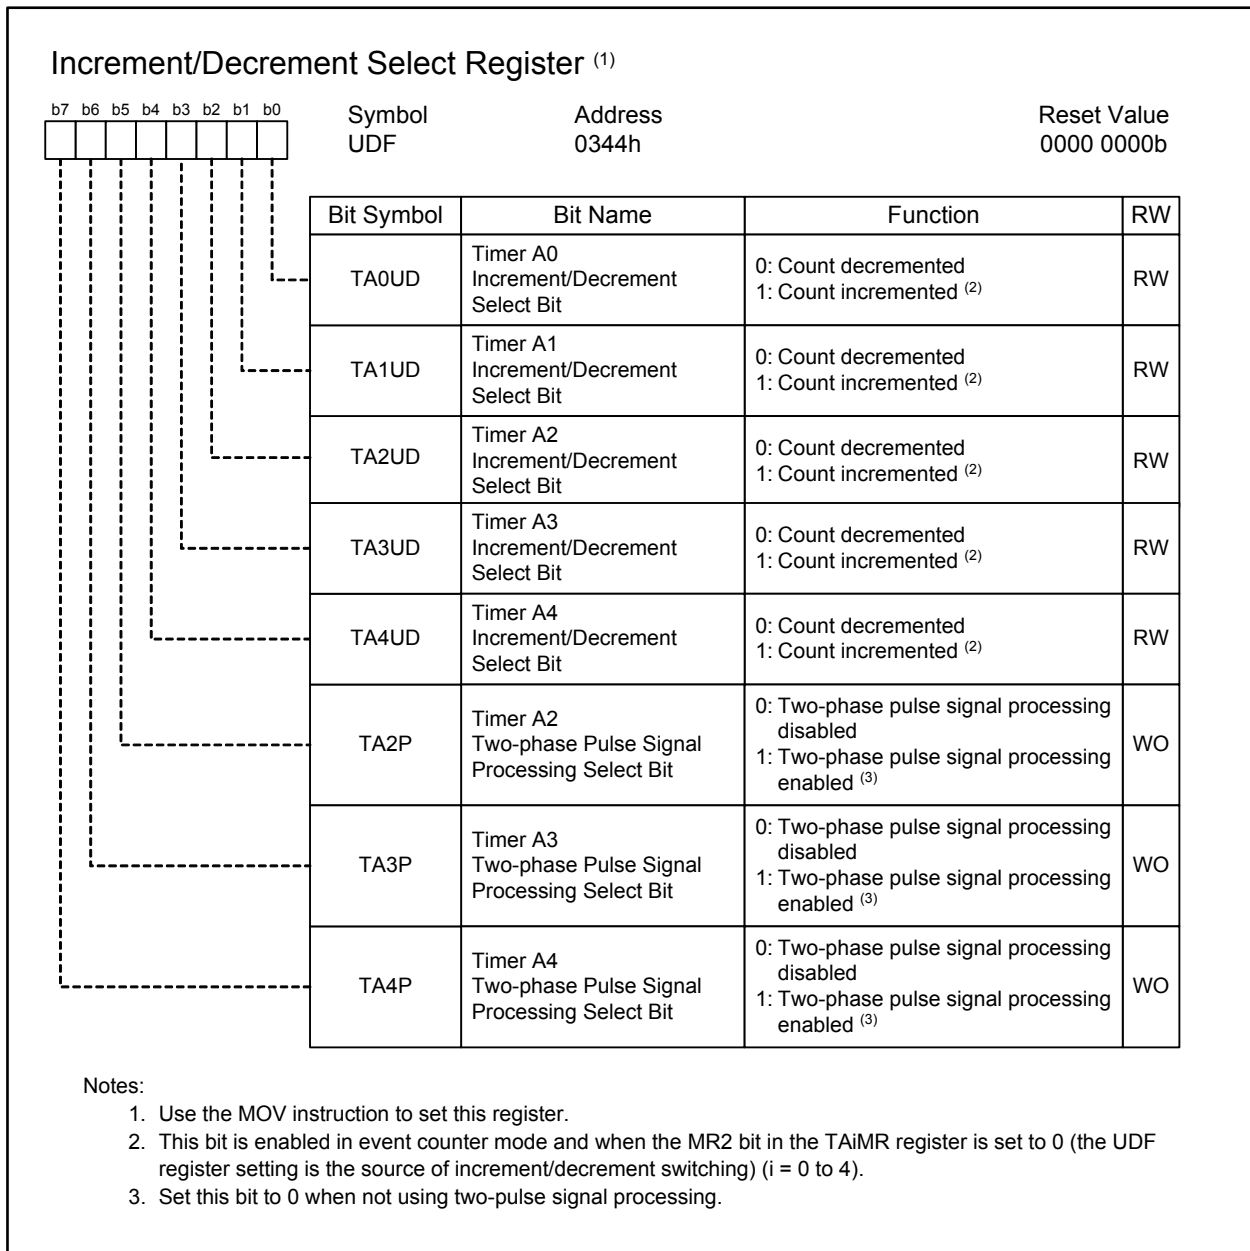 Increment/Decrement Select Register (1)
b7 b6 b5 b4 b3 b2 b1 b0
Symbol Address Reset Value
UDF 0344h 0000 0000b
Bit Symbol Bit Name Function RW
TA0UD
Timer A0
Increment/Decrement
Select Bit
0: Count decremented
1: Count incremented (2)
RW
TA1UD
Timer A1
Increment/Decrement
Select Bit
0: Count decremented
1: Count incremented (2)
RW
TA2UD
Timer A2
Increment/Decrement
Select Bit
0: Count decremented
1: Count incremented (2)
RW
TA3UD
Timer A3
Increment/Decrement
Select Bit
0: Count decremented
1: Count incremented (2)
RW
TA4UD
Timer A4
Increment/Decrement
Select Bit
0: Count decremented
1: Count incremented (2)
RW
TA2P
Timer A2
Two-phase Pulse Signal
Processing Select Bit
0: Two-phase pulse signal processing
disabled
1: Two-phase pulse signal processing
enabled (3)
WO
TA3P
Timer A3
Two-phase Pulse Signal
Processing Select Bit
0: Two-phase pulse signal processing
disabled
1: Two-phase pulse signal processing
enabled (3)
WO
TA4P
Timer A4
Two-phase Pulse Signal
Processing Select Bit
0: Two-phase pulse signal processing
disabled
1: Two-phase pulse signal processing
enabled (3)
WO
Notes:
1. Use the MOV instruction to set this register.
2. This bit is enabled in event counter mode and when the MR2 bit in the TAiMR register is set to 0 (the UDF
register setting is the source of increment/decrement switching) (i = 0 to 4).
3. Set this bit to 0 when not using two-pulse signal processing.